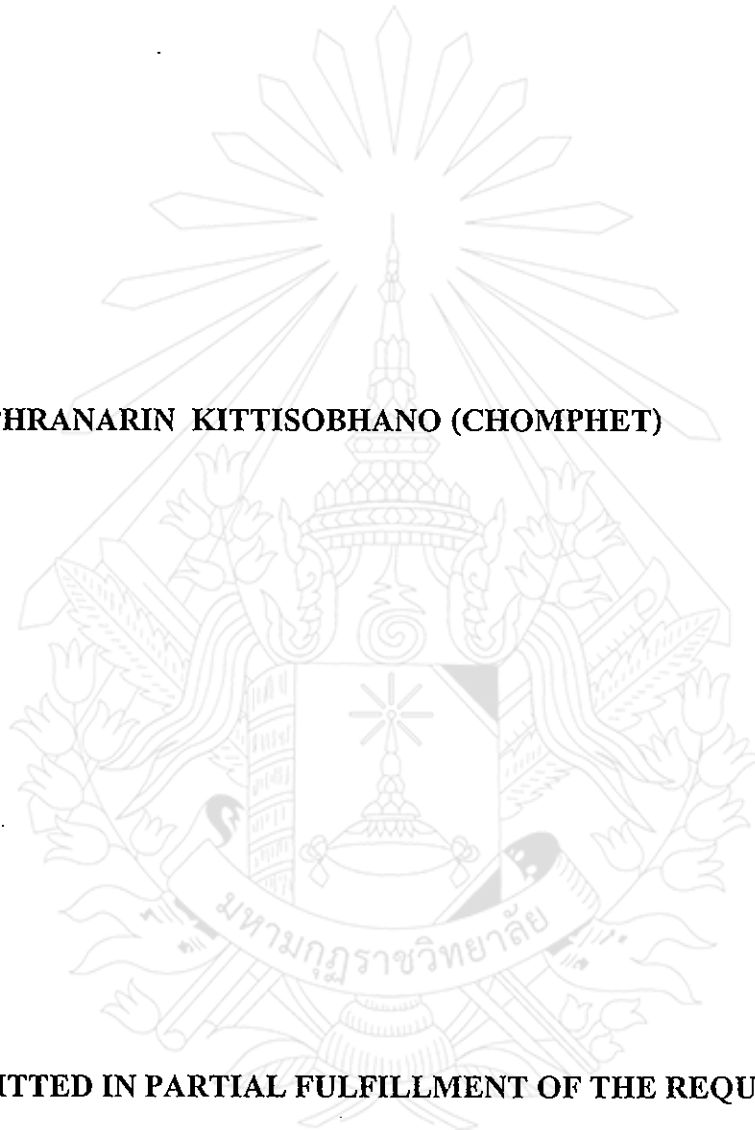 HRANARIN KITTISOBHANO (CHOMPHET)
มหามกุฏราชวิทยาลัย
ITTED IN PARTIAL FULFILLMENT OF THE REQU